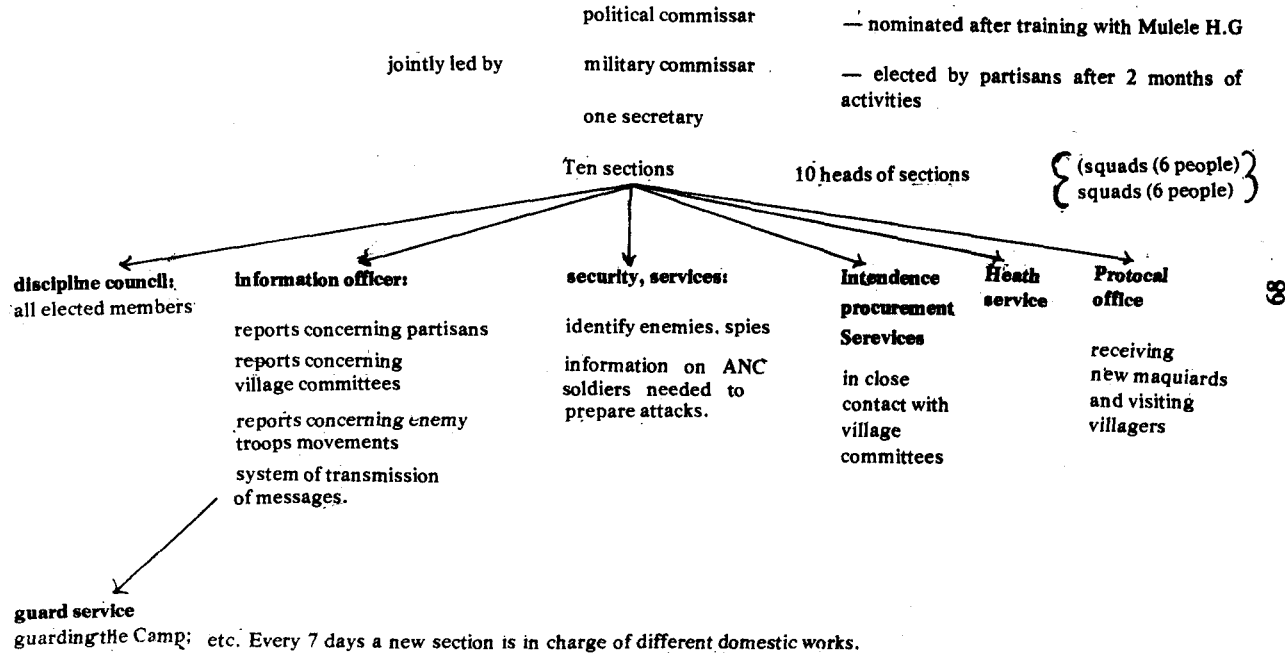 political commissar — nominated after training with Mulele H.G
jointly led by military commissar — elected by partisans after 2 months of
activities
one secretary
Ten sections 10 heads of sections (squads (6 people)
squads (6 people)
discipline council:
all elected members
information officer:
reports concerning partisans
reports concerning
village committees
reports concerning enemy
troops movements
system of transmission
of messages.
security, services:
identify enemies. spies
information on ANC
soldiers needed to
prepare attacks.
Intendence
procurement
Serevices
in close
contact with
village
committees
Heath
service
Protocal
office
receiving
new maquiards
and visiting
villagers
89
guard service
guarding the Camp; etc. Every 7 days a new section is in charge of different domestic works.